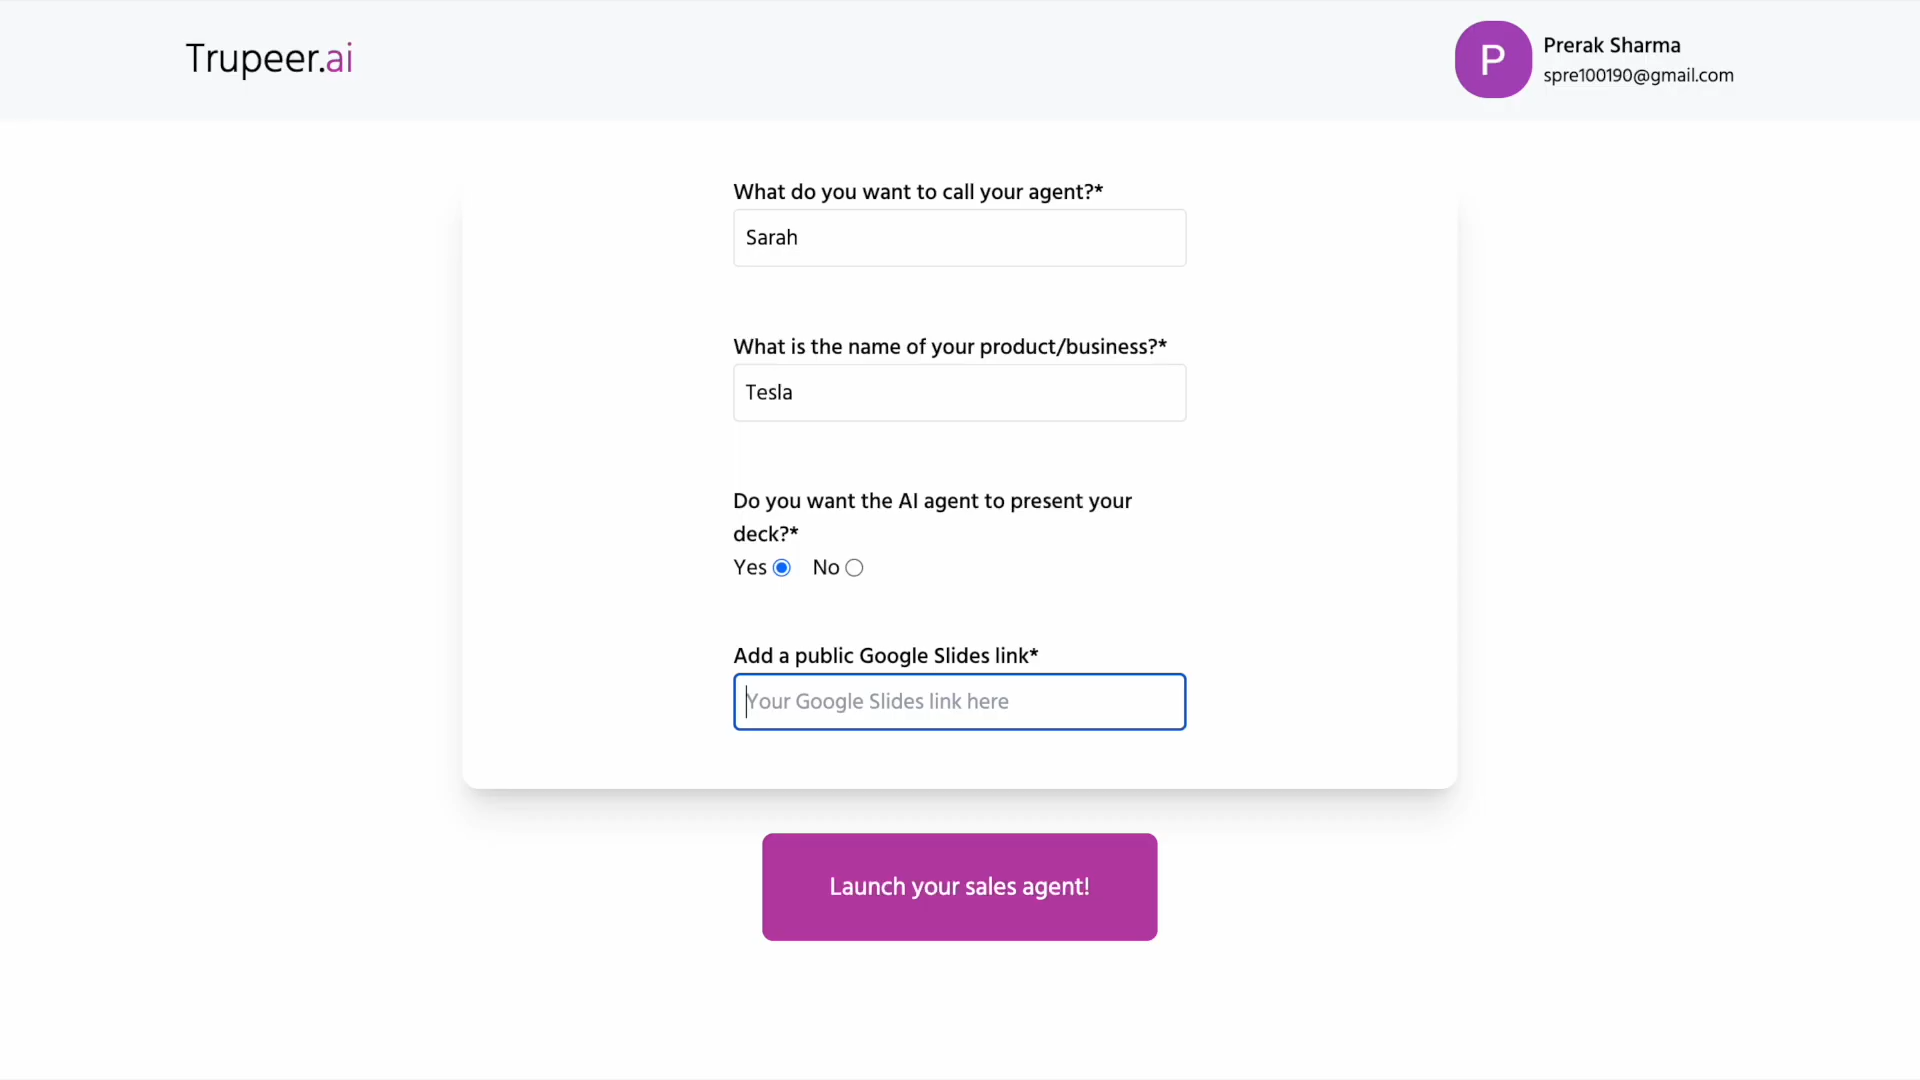 Trupeer.ai
P
Prerak Sharma
spre100190@gmail.com
What do you want to call your agent?*
Sarah
What is the name of your product/business?*
Tesla
Do you want the AI agent to present your
deck?*
Yes No
Add a public Google Slides link*
Your Google Slides link here
Launch your sales agent!